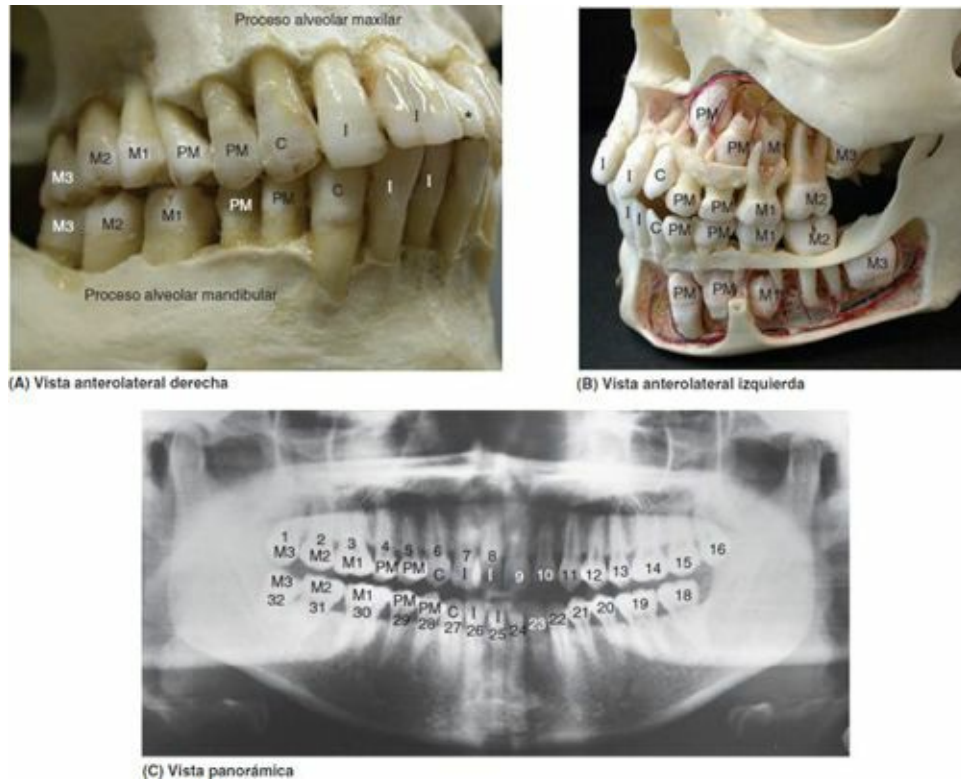 Proceso alveolar maxilar
M3 M2 M1 PM PM C I I *
M3 M2 M1 PM PM C I I
Proceso alveolar mandibular
(A) Vista anterolateral derecha
PM PM M1 M3
I I C PM PM M1 M2
I I C PM PM M1 M2
PM PM M1 M3
(B) Vista anterolateral izquierda
1 2 3 4 5 6 7 8 9 10 11 12 13 14 15 16
M3 M2 M1 PM PM C I I
M3 M2 M1 PM PM C I I
32 31 30 29 28 27 26 25 24 23 22 21 20 19 18
(C) Vista panorámica